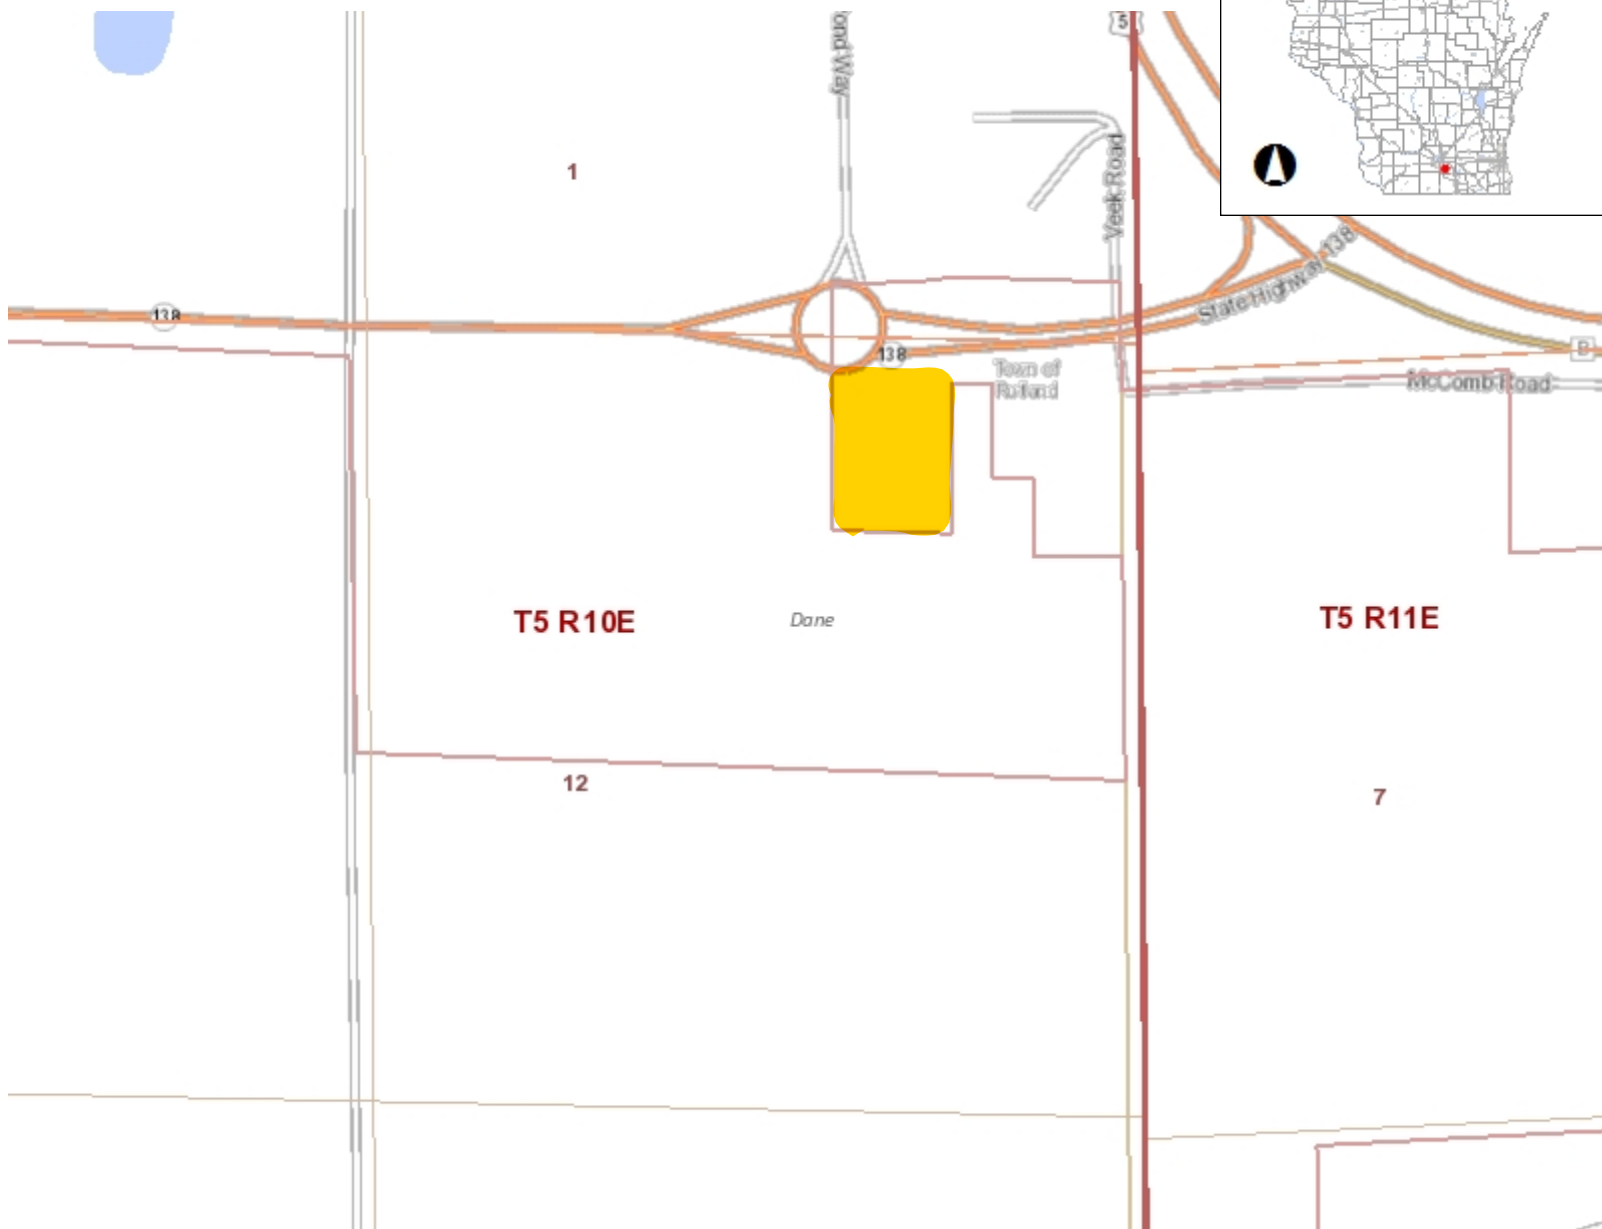 5
ond Way
1
Veek Road
138
State Highway 138
138
B
Town of
Rutland
McComb Road
T5 R10E
Dane
T5 R11E
12
7